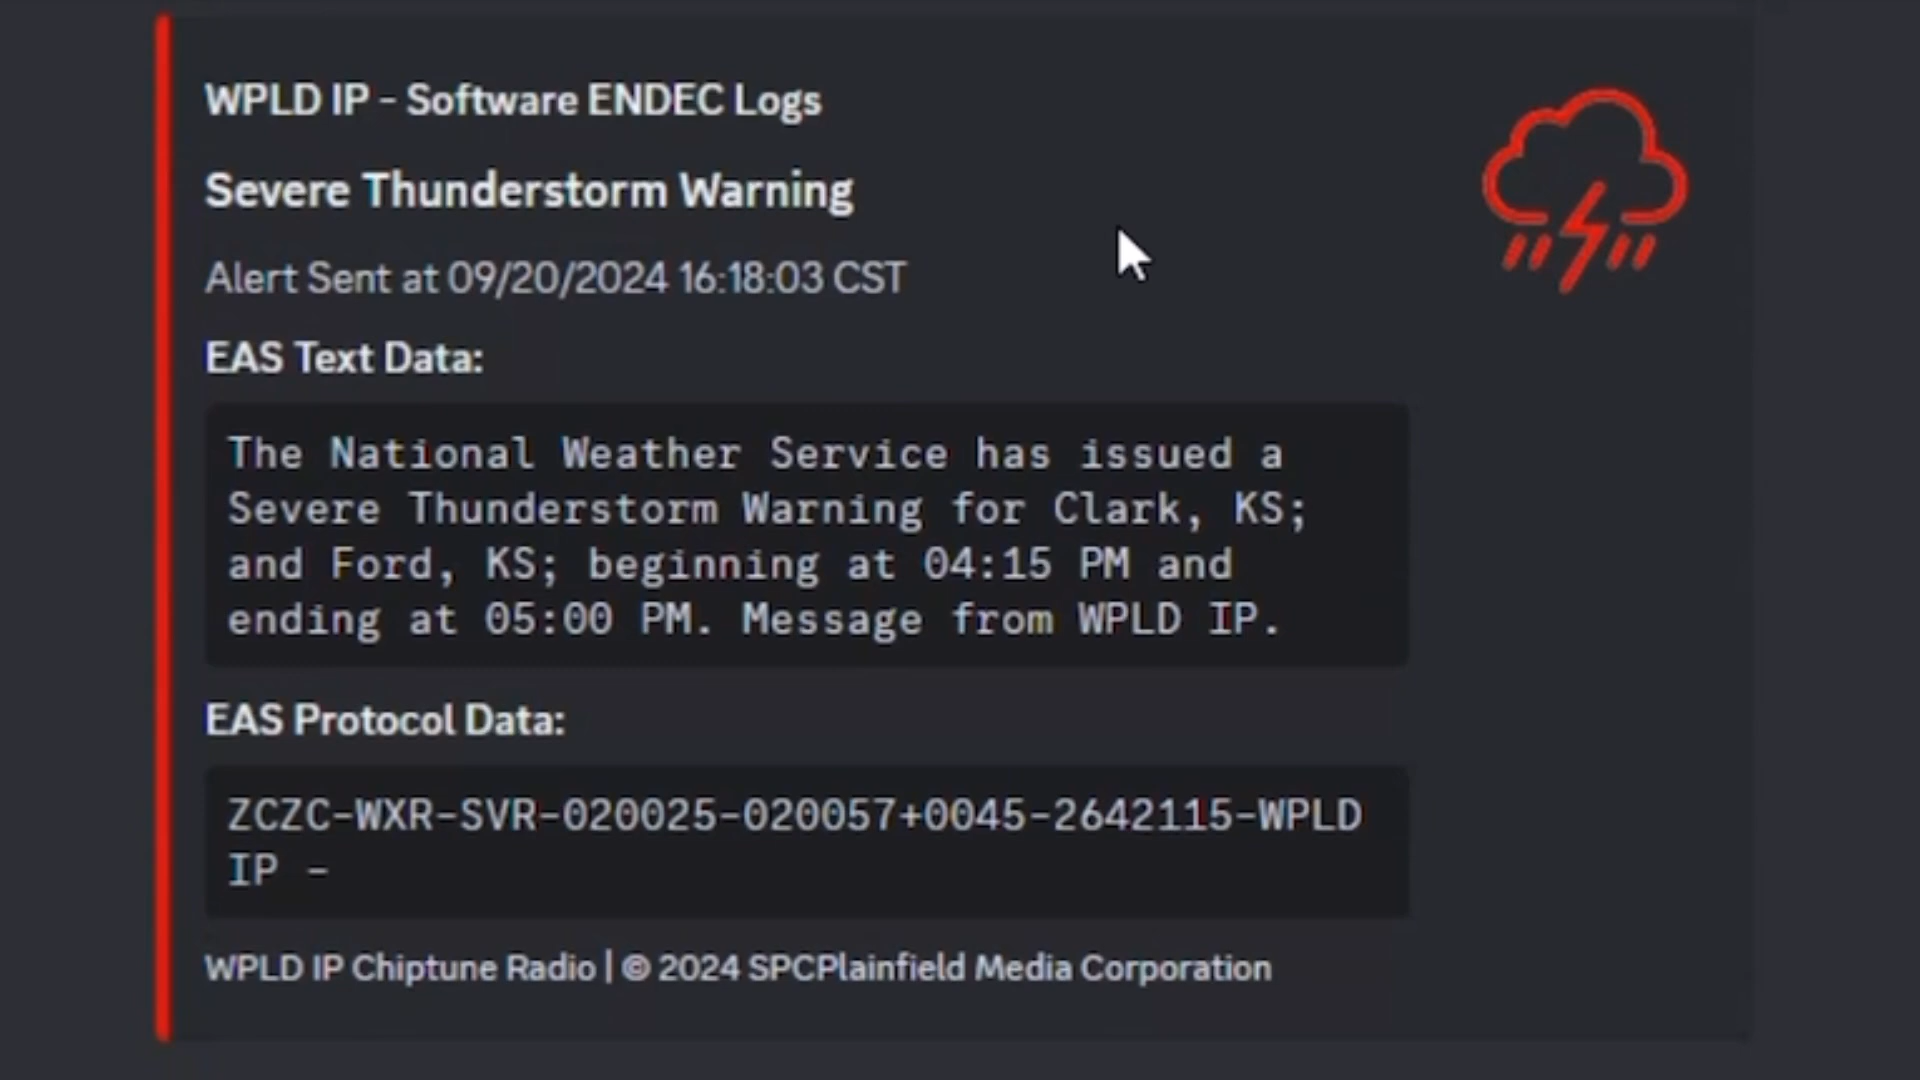 WPLD IP - Software ENDEC Logs
Severe Thunderstorm Warning
Alert Sent at 09/20/2024 16:18:03 CST
EAS Text Data:
The National Weather Service has issued a
Severe Thunderstorm Warning for Clark, KS;
and Ford, KS; beginning at 04:15 PM and
ending at 05:00 PM. Message from WPLD IP.
EAS Protocol Data:
ZCZC-WXR-SVR-020025-020057+0045-2642115-WPLD
IP -
WPLD IP Chiptune Radio | © 2024 SPCPlainfield Media Corporation